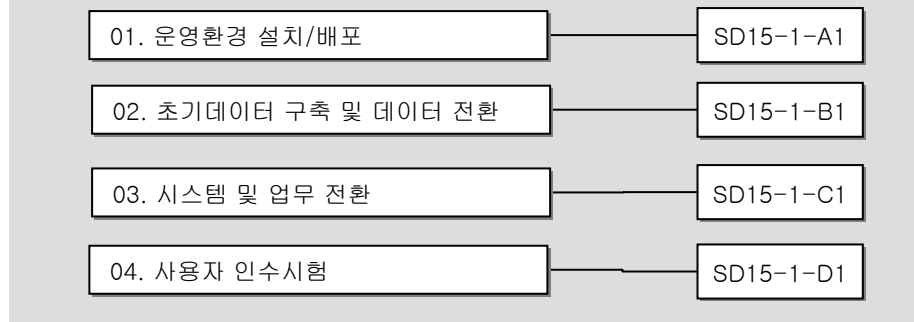 01. 운영환경 설치/배포 SD15-1-A1
02. 초기데이터 구축 및 데이터 전환 SD15-1-B1
03. 시스템 및 업무 전환 SD15-1-C1
04. 사용자 인수시험 SD15-1-D1